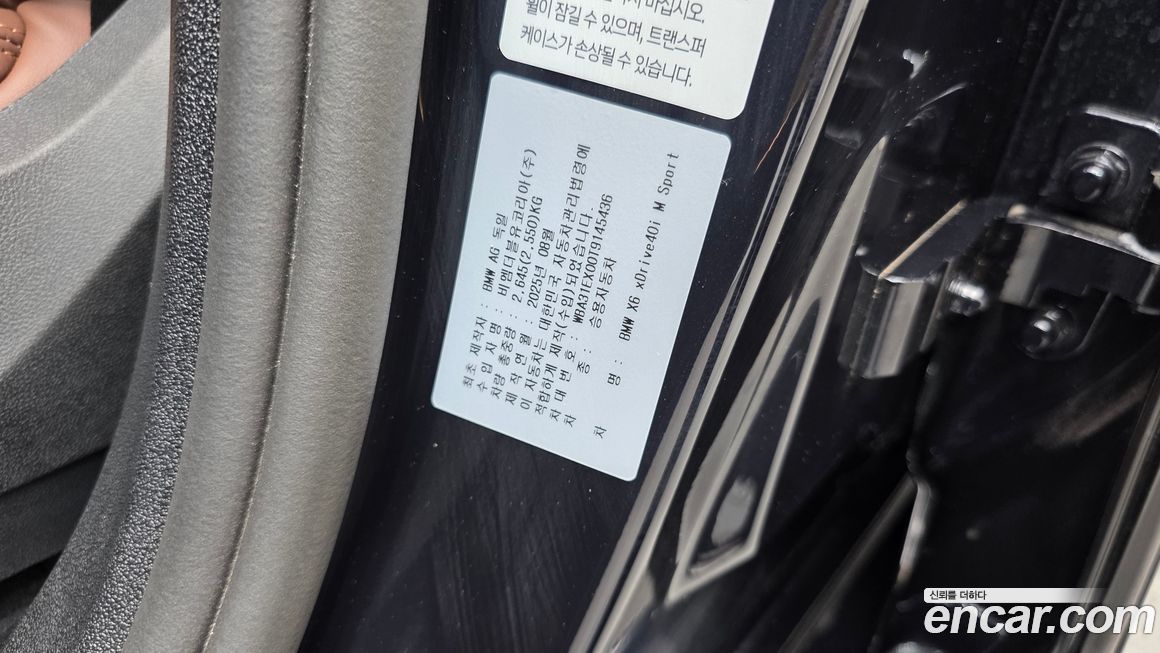 월이 잠길 수 있으며, 트랜스퍼
케이스가 손상될 수 있습니다.
최초 제작자 : BMW AG 독일
수 입 자 명 : 비엠더블유코리아(주)
차량 총중량 : 2.645(2.550)KG
제 작 연 월 : 2025년 08월
이 자동차는 대한민국 자동차관리법령에
적합하게 제작(수입)되었습니다.
차 대 번 호 : WBA31EX00T9145436
차 종 : 승용자동차
차 명 : BMW X6 xDrive40i M Sport
신뢰를 더하다
encar.com